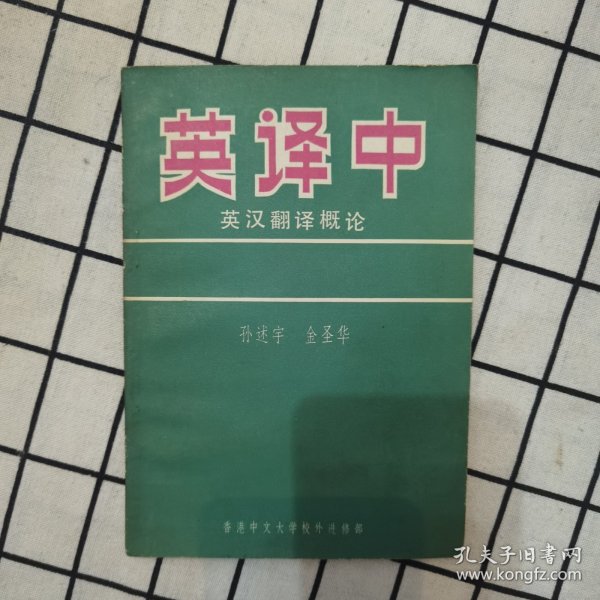 英译中
英汉翻译概论
孙述宇 金圣华
香港中文大学校外进修部
孔夫子旧书网
www.kongfz.com